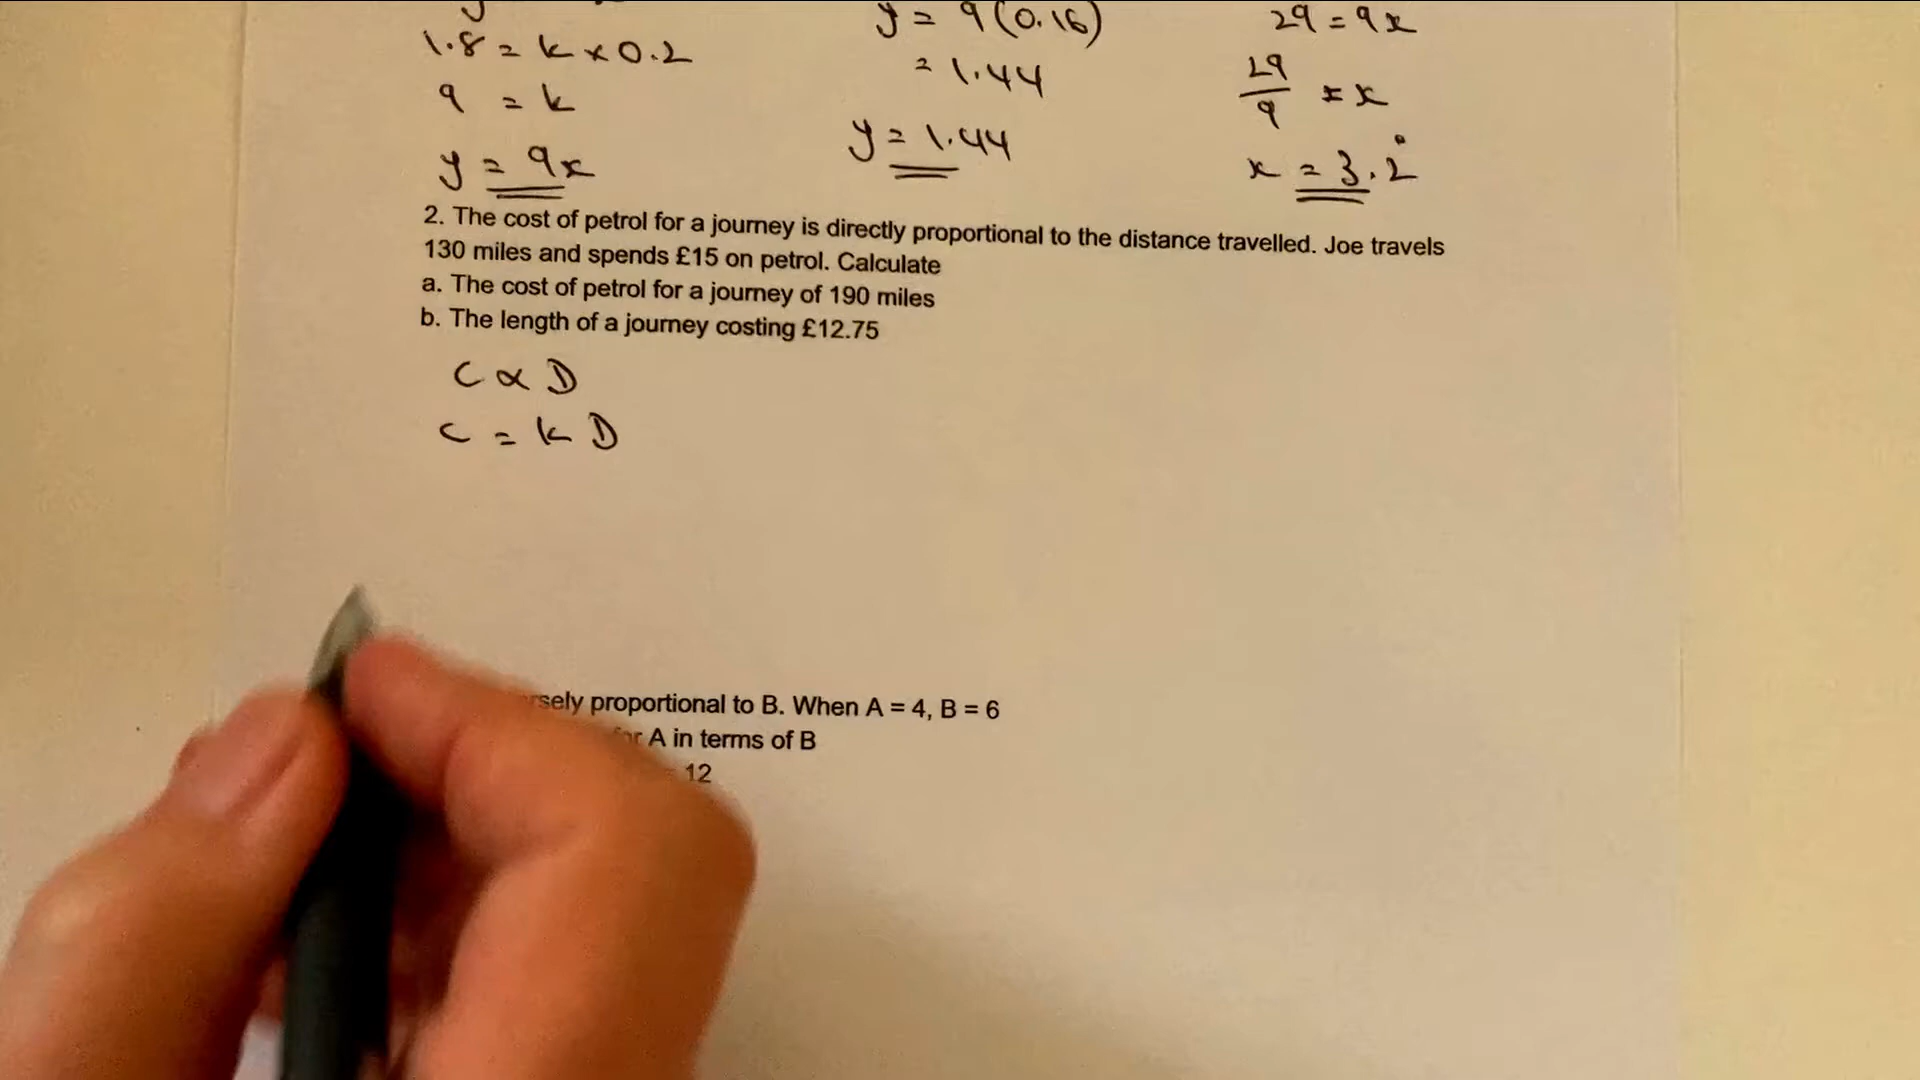 y = 9(0.16)
29 = 9x
1.8 = k × 0.2
= 1.44
29/9 = x
9 = k
y = 1.44
x = 3.2̇
y = 9x
2. The cost of petrol for a journey is directly proportional to the distance travelled. Joe travels
130 miles and spends £15 on petrol. Calculate
a. The cost of petrol for a journey of 190 miles
b. The length of a journey costing £12.75
C ∝ D
C = k D
proportional to B. When A = 4, B = 6
A in terms of B
12